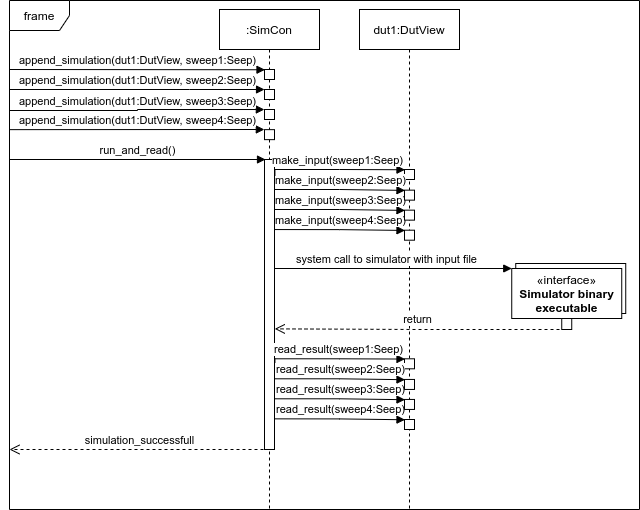 frame
:SimCon
dut1:DutView
append_simulation(dut1:DutView, sweep1:Seep)
append_simulation(dut1:DutView, sweep2:Seep)
append_simulation(dut1:DutView, sweep3:Seep)
append_simulation(dut1:DutView, sweep4:Seep)
run_and_read()
make_input(sweep1:Seep)
make_input(sweep2:Seep)
make_input(sweep3:Seep)
make_input(sweep4:Seep)
system call to simulator with input file
«interface»
Simulator binary
executable
return
read_result(sweep1:Seep)
read_result(sweep2:Seep)
read_result(sweep3:Seep)
read_result(sweep4:Seep)
simulation_successfull